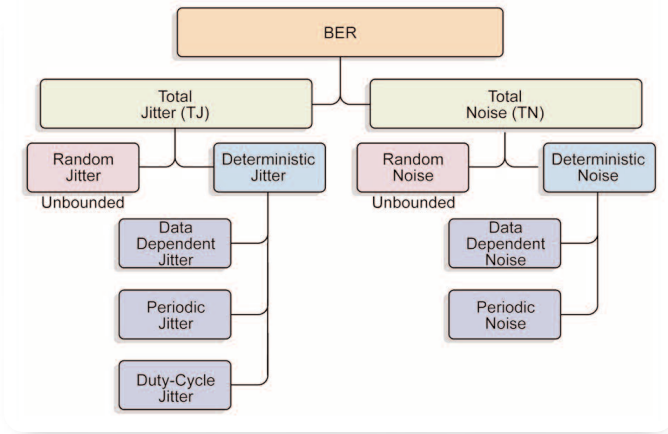 BER
Total
Jitter (TJ)
Total
Noise (TN)
Random
Jitter
Deterministic
Jitter
Random
Noise
Deterministic
Noise
Unbounded
Unbounded
Data
Dependent
Jitter
Data
Dependent
Noise
Periodic
Jitter
Periodic
Noise
Duty-Cycle
Jitter